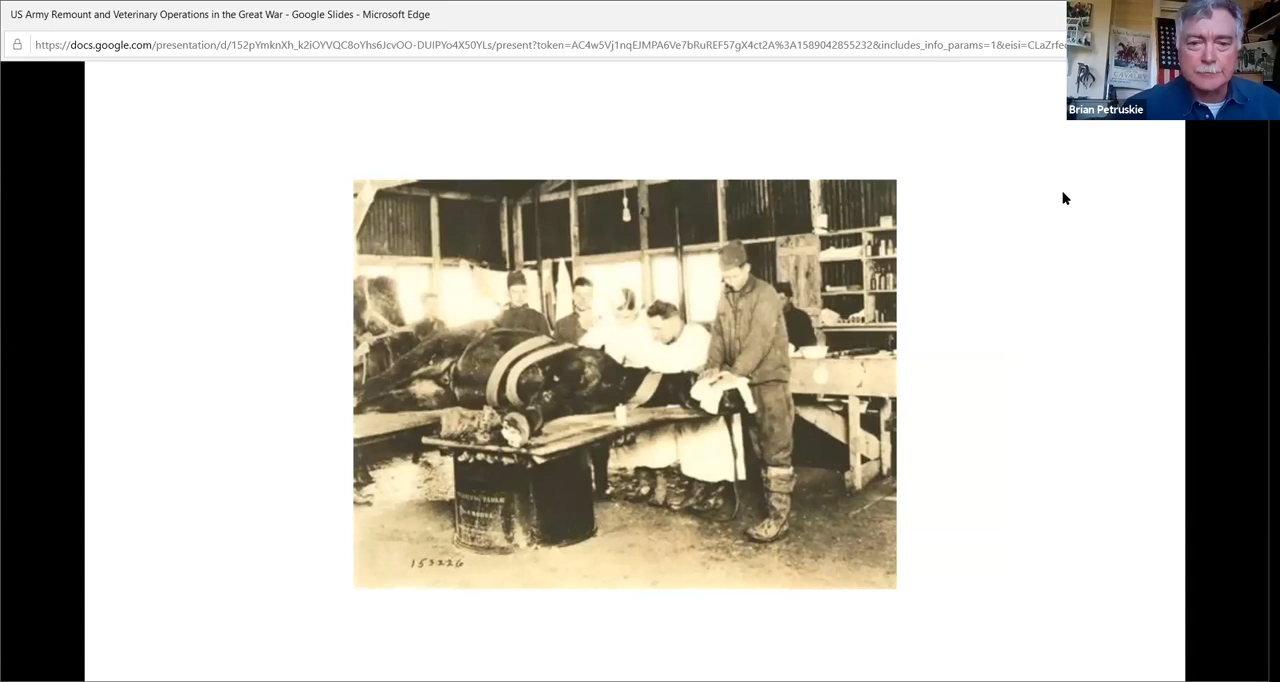 US Army Remount and Veterinary Operations in the Great War - Google Slides - Microsoft Edge
https://docs.google.com/presentation/d/152pYmknXh_k2iOYVQC8oYhs6JcvOO-DUIPYo4X50YLs/present?token=AC4w5Vj1nqEJMPA6Ve7bRuREF57gX4ct2A%3A1589042855232&includes_info_params=1&eisi=CLaZrfe
Brian Petruskie
CAVALRY
153226